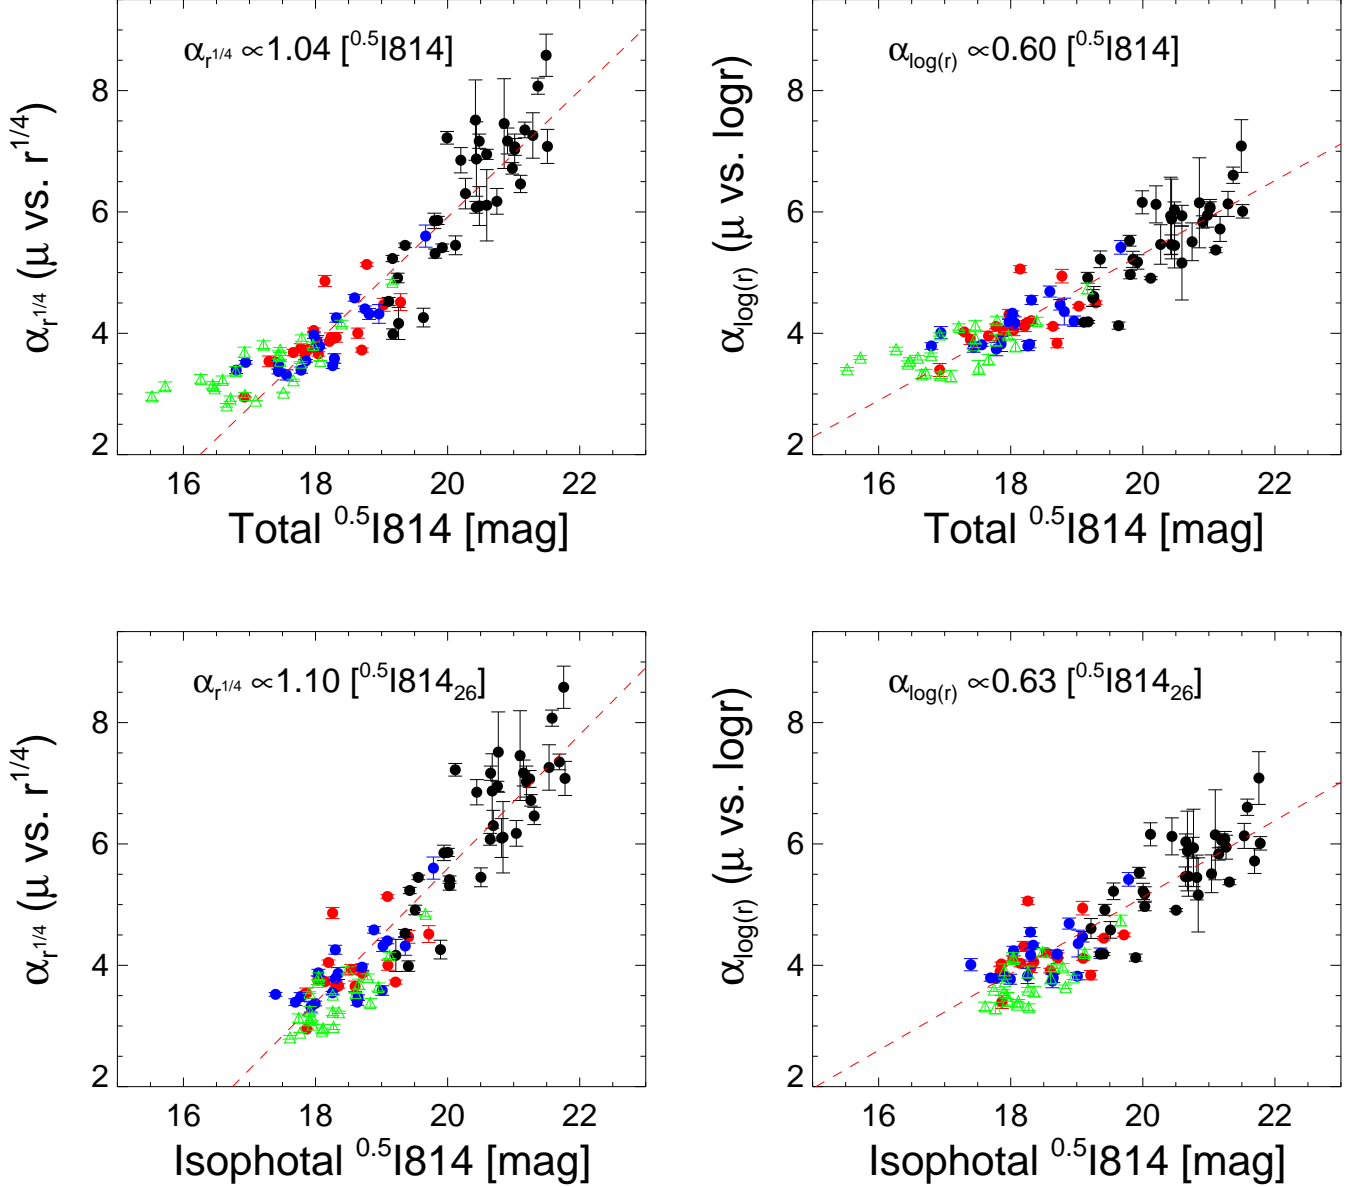 α_{r^{1/4}} ∝1.04 [^{0.5}I814]
α_{r^{1/4}} (μ vs. r^{1/4})
8
6
4
2
16 18 20 22
Total ^{0.5}I814 [mag]
α_{log(r)} ∝0.60 [^{0.5}I814]
α_{log(r)} (μ vs. logr)
8
6
4
2
16 18 20 22
Total ^{0.5}I814 [mag]
α_{r^{1/4}} ∝1.10 [^{0.5}I814_{26}]
α_{r^{1/4}} (μ vs. r^{1/4})
8
6
4
2
16 18 20 22
Isophotal ^{0.5}I814 [mag]
α_{log(r)} ∝0.63 [^{0.5}I814_{26}]
α_{log(r)} (μ vs. logr)
8
6
4
2
16 18 20 22
Isophotal ^{0.5}I814 [mag]